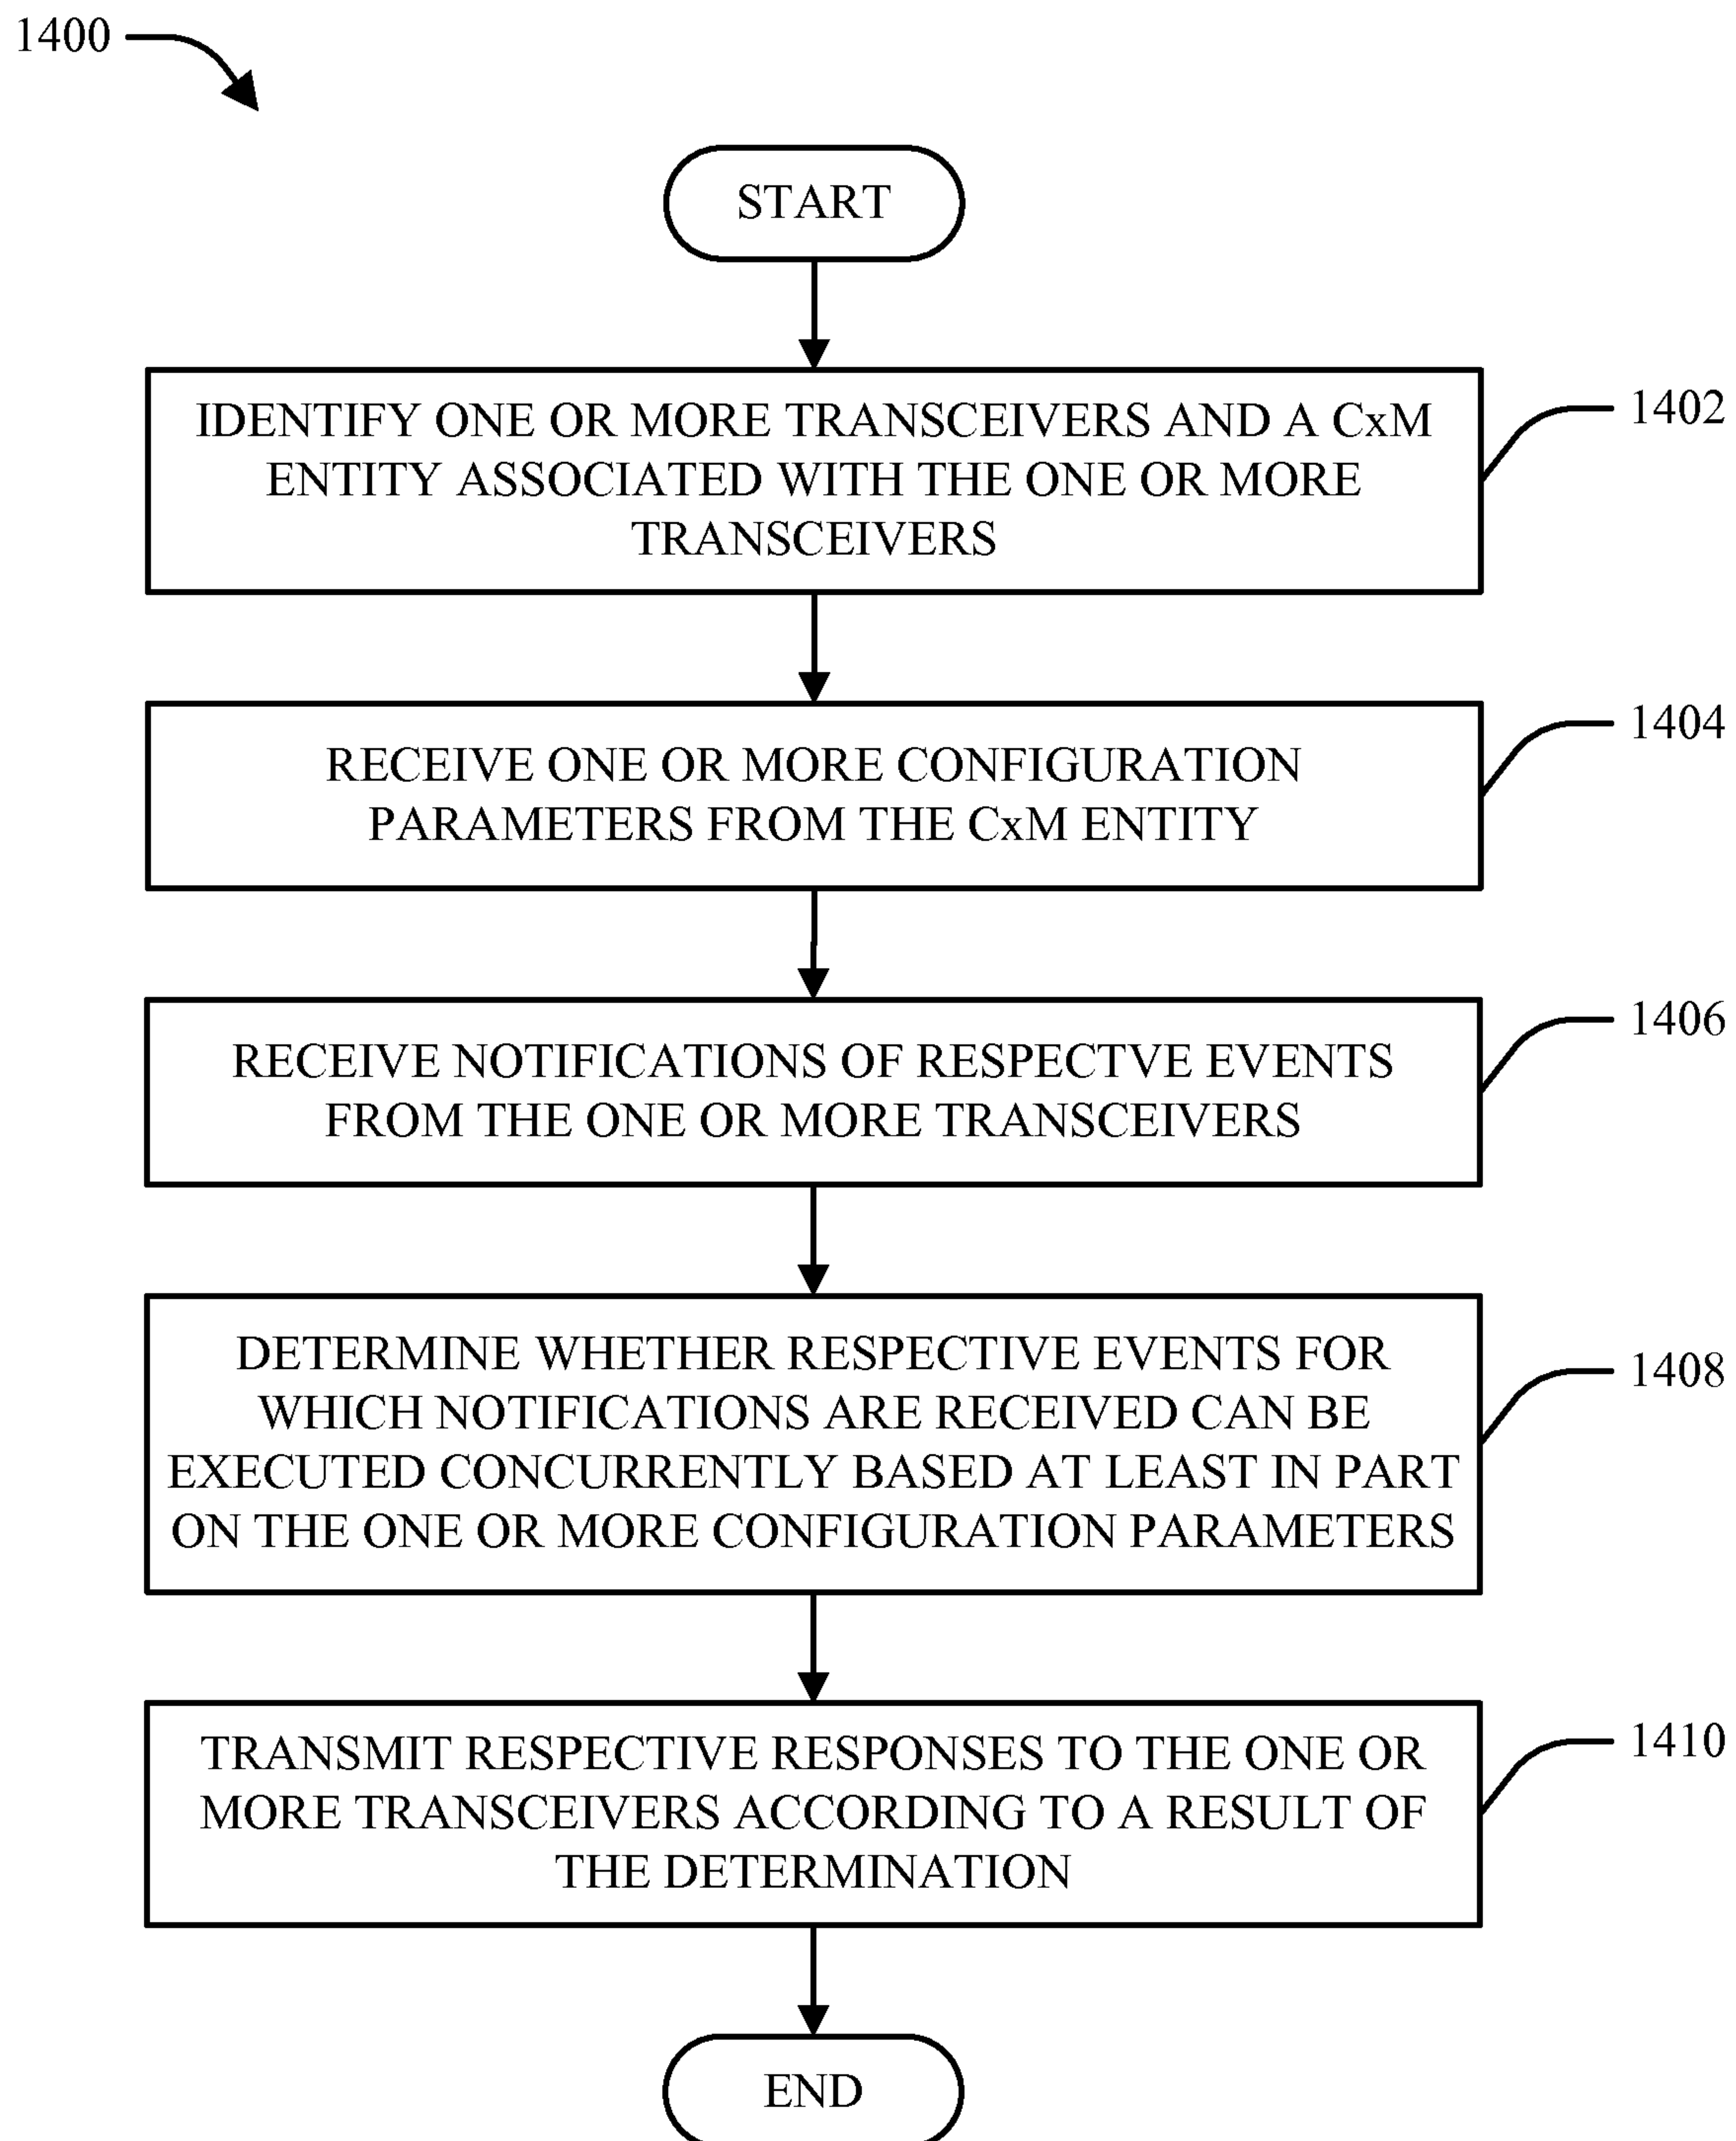 1400
START
IDENTIFY ONE OR MORE TRANSCEIVERS AND A CxM
ENTITY ASSOCIATED WITH THE ONE OR MORE
TRANSCEIVERS
1402
RECEIVE ONE OR MORE CONFIGURATION
PARAMETERS FROM THE CxM ENTITY
1404
RECEIVE NOTIFICATIONS OF RESPECTVE EVENTS
FROM THE ONE OR MORE TRANSCEIVERS
1406
DETERMINE WHETHER RESPECTIVE EVENTS FOR
WHICH NOTIFICATIONS ARE RECEIVED CAN BE
EXECUTED CONCURRENTLY BASED AT LEAST IN PART
ON THE ONE OR MORE CONFIGURATION PARAMETERS
1408
TRANSMIT RESPECTIVE RESPONSES TO THE ONE OR
MORE TRANSCEIVERS ACCORDING TO A RESULT OF
THE DETERMINATION
1410
END